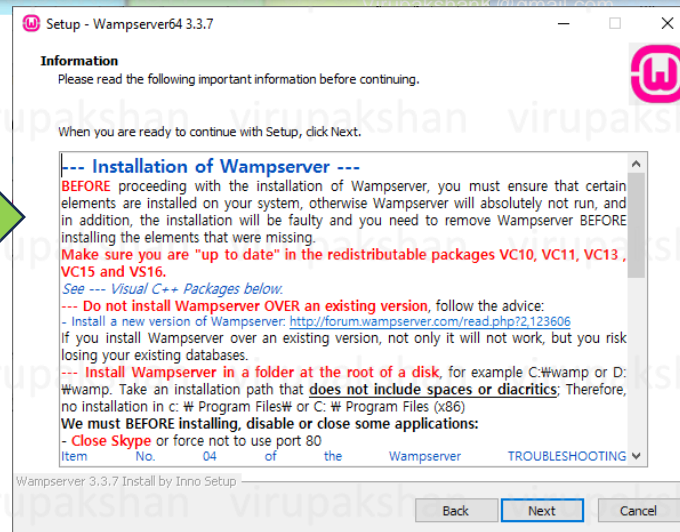 virupakshank@gmail.com
Setup - Wampserver64 3.3.7
Information
Please read the following important information before continuing.
virupakshan virupakshan virupaks
When you are ready to continue with Setup, click Next.
--- Installation of Wampserver ---
BEFORE proceeding with the installation of Wampserver, you must ensure that certain
elements are installed on your system, otherwise Wampserver will absolutely not run, and
in addition, the installation will be faulty and you need to remove Wampserver BEFORE
installing the elements that were missing.
Make sure you are "up to date" in the redistributable packages VC10, VC11, VC13 ,
VC15 and VS16.
See --- Visual C++ Packages below.
--- Do not install Wampserver OVER an existing version, follow the advice:
- Install a new version of Wampserver: http://forum.wampserver.com/read.php?2,123606
If you install Wampserver over an existing version, not only it will not work, but you risk
losing your existing databases.
--- Install Wampserver in a folder at the root of a disk, for example C:₩wamp or D:
₩wamp. Take an installation path that does not include spaces or diacritics; Therefore,
no installation in c: ₩ Program Files₩ or C: ₩ Program Files (x86)
We must BEFORE installing, disable or close some applications:
- Close Skype or force not to use port 80
Item No. 04 of the Wampserver TROUBLESHOOTING
Wampserver 3.3.7 Install by Inno Setup
Back Next Cancel